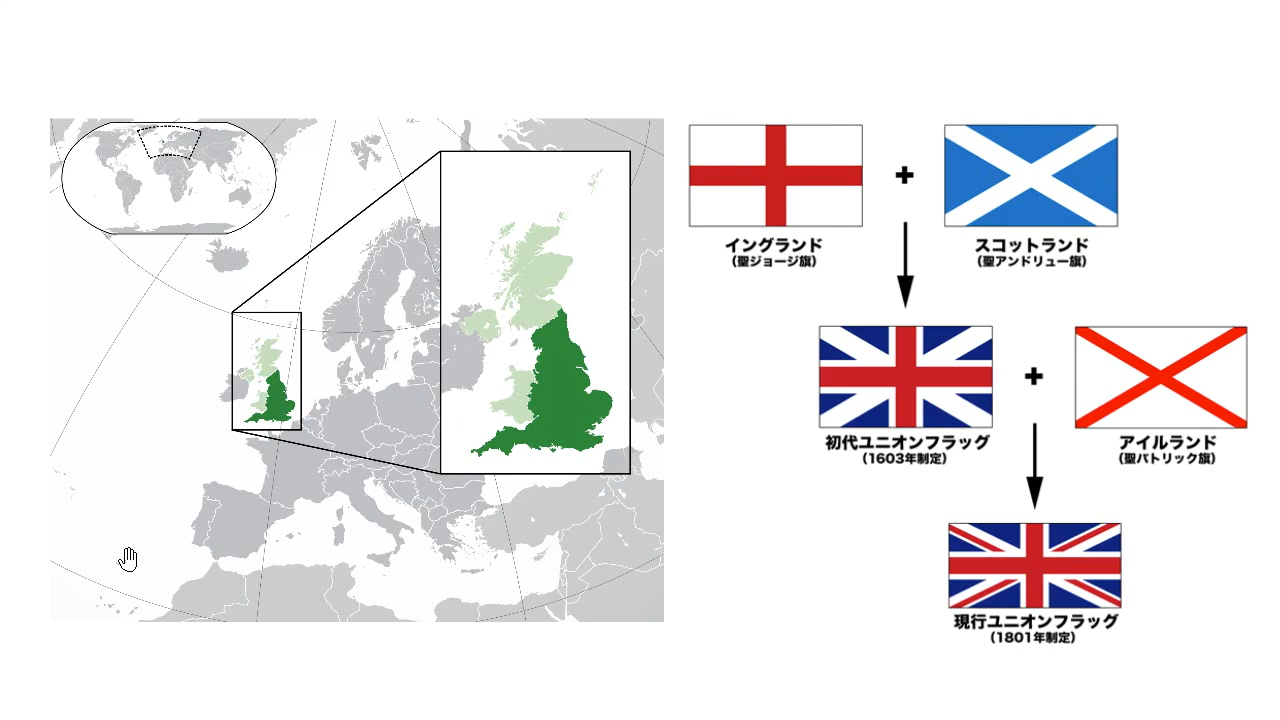 イングランド
（聖ジョージ旗）
スコットランド
（聖アンドリュー旗）
初代ユニオンフラッグ
（1603年制定）
アイルランド
（聖パトリック旗）
現行ユニオンフラッグ
（1801年制定）